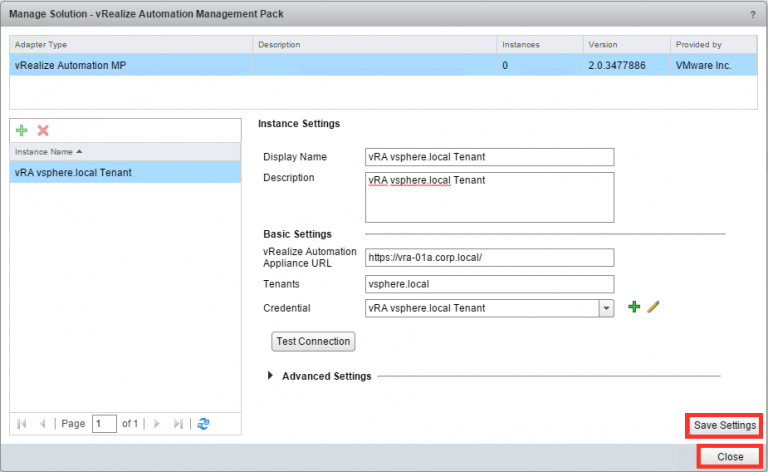 Manage Solution - vRealize Automation Management Pack ?
Adapter Type Description Instances Version Provided by
vRealize Automation MP 0 2.0.3477886 VMware Inc.
Instance Name
vRA vsphere.local Tenant
Instance Settings
Display Name vRA vsphere.local Tenant
Description vRA vsphere.local Tenant
Basic Settings
vRealize Automation
Appliance URL https://vra-01a.corp.local/
Tenants vsphere.local
Credential vRA vsphere.local Tenant
Test Connection
Advanced Settings
Page 1 of 1
Save Settings
Close